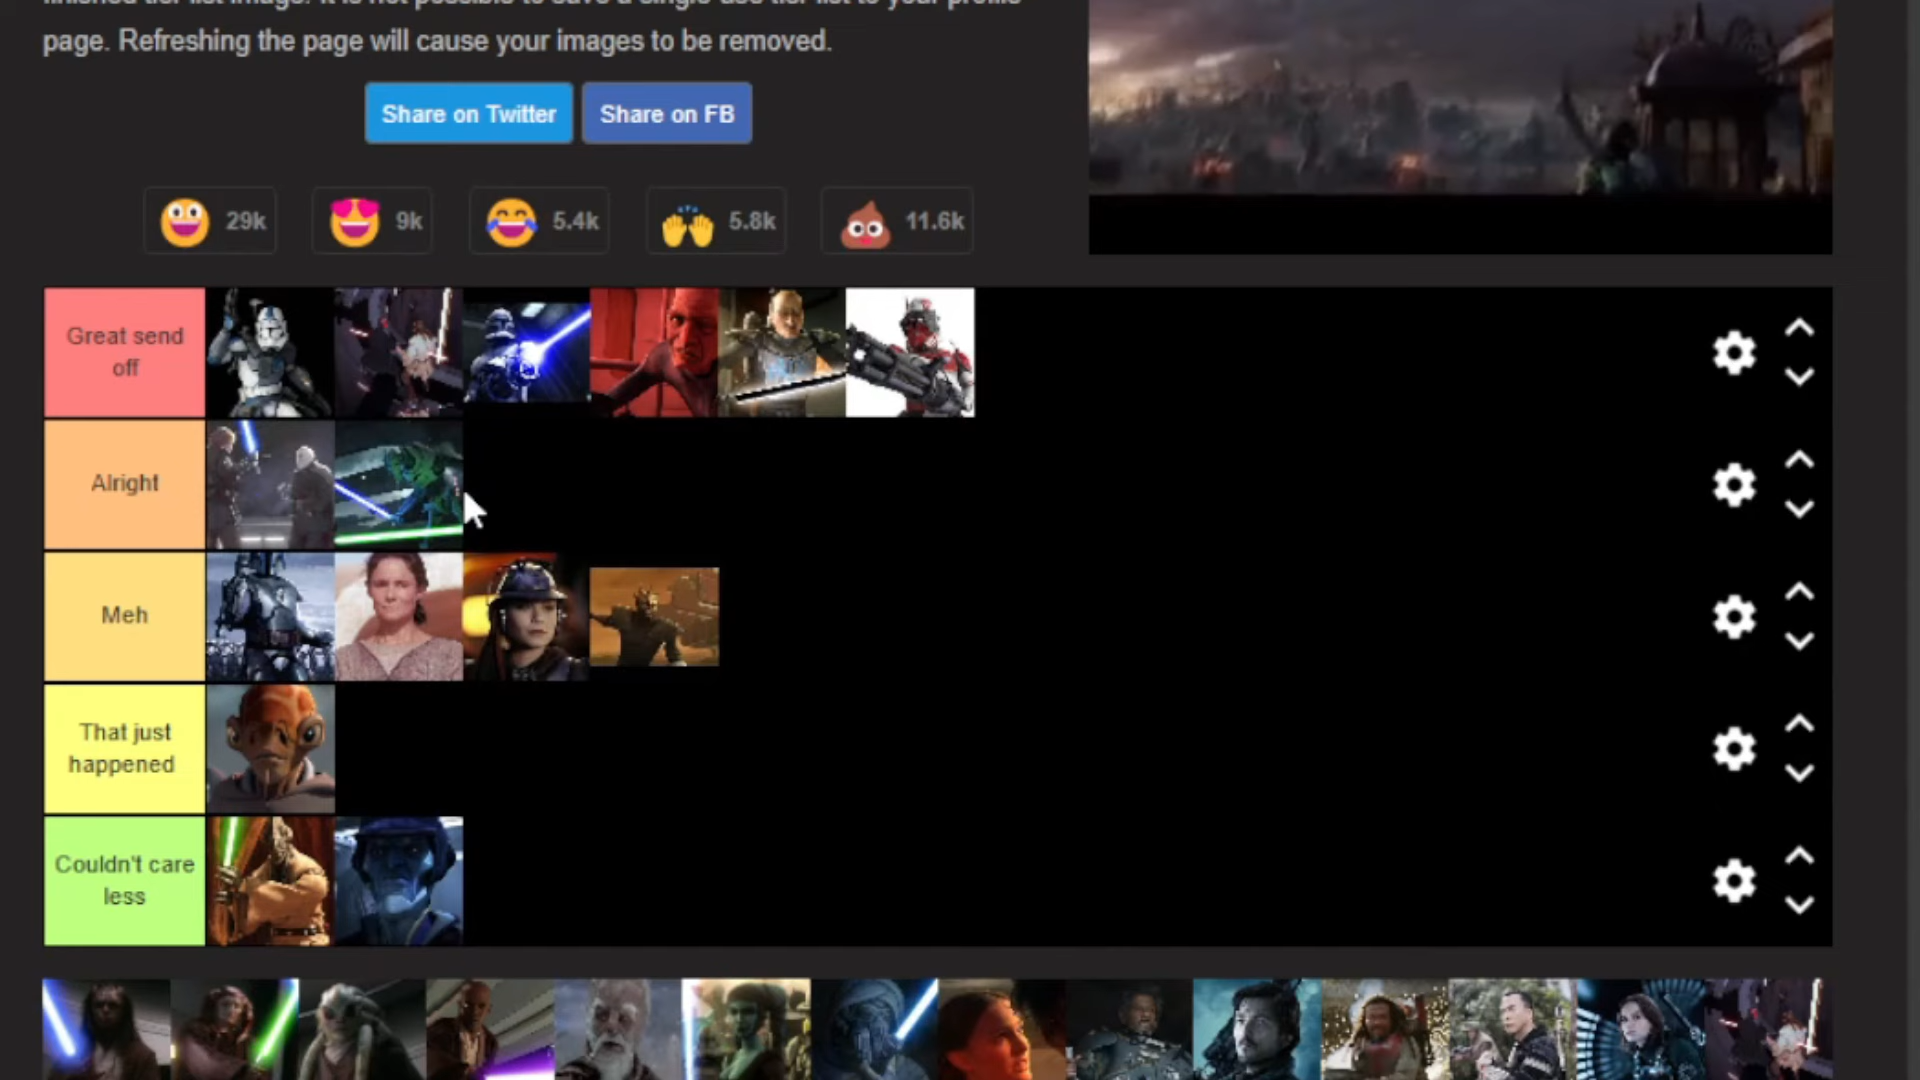 page. Refreshing the page will cause your images to be removed.
Share on Twitter
Share on FB
29k
9k
5.4k
5.8k
11.6k
Great send
off
Alright
Meh
That just
happened
Couldn't care
less